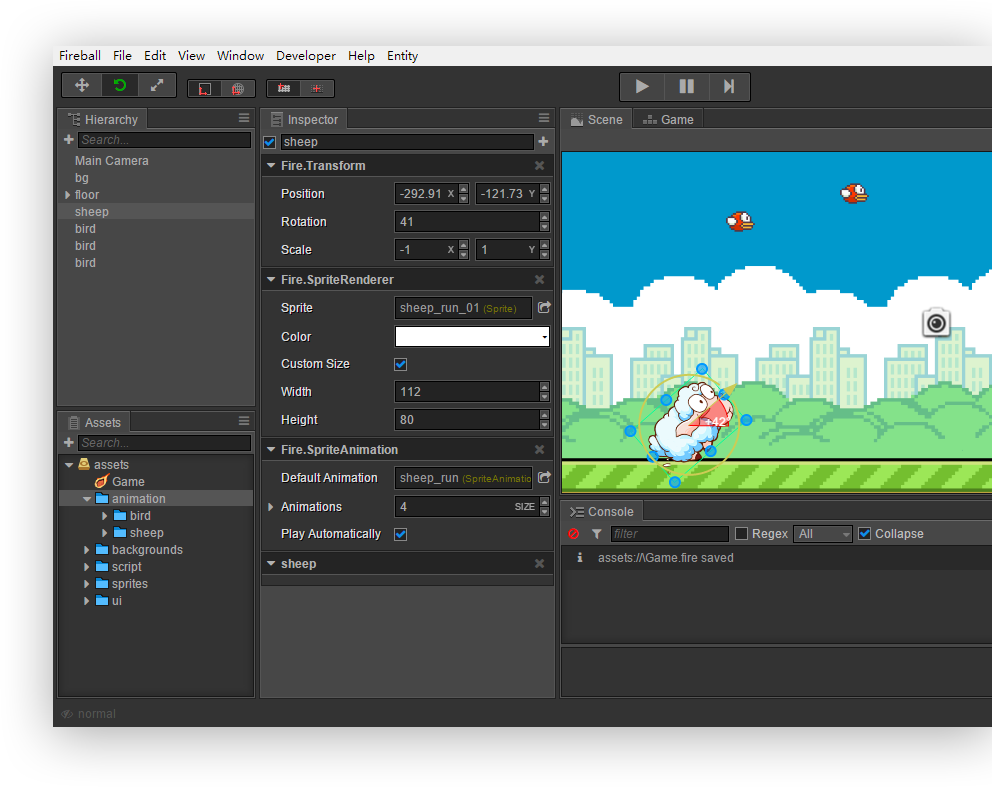 Fireball File Edit View Window Developer Help Entity
Hierarchy
Search...
Main Camera
bg
floor
sheep
bird
bird
bird
Assets
Search...
assets
Game
animation
bird
sheep
backgrounds
script
sprites
ui
Inspector
sheep
Fire.Transform
Position -292.91 X -121.73 Y
Rotation 41
Scale -1 X 1 Y
Fire.SpriteRenderer
Sprite sheep_run_01 (Sprite)
Color
Custom Size
Width 112
Height 80
Fire.SpriteAnimation
Default Animation sheep_run (SpriteAnimatio
Animations 4 SIZE
Play Automatically
sheep
Scene Game
+42
Console
filter Regex All Collapse
assets://\Game.fire saved
normal